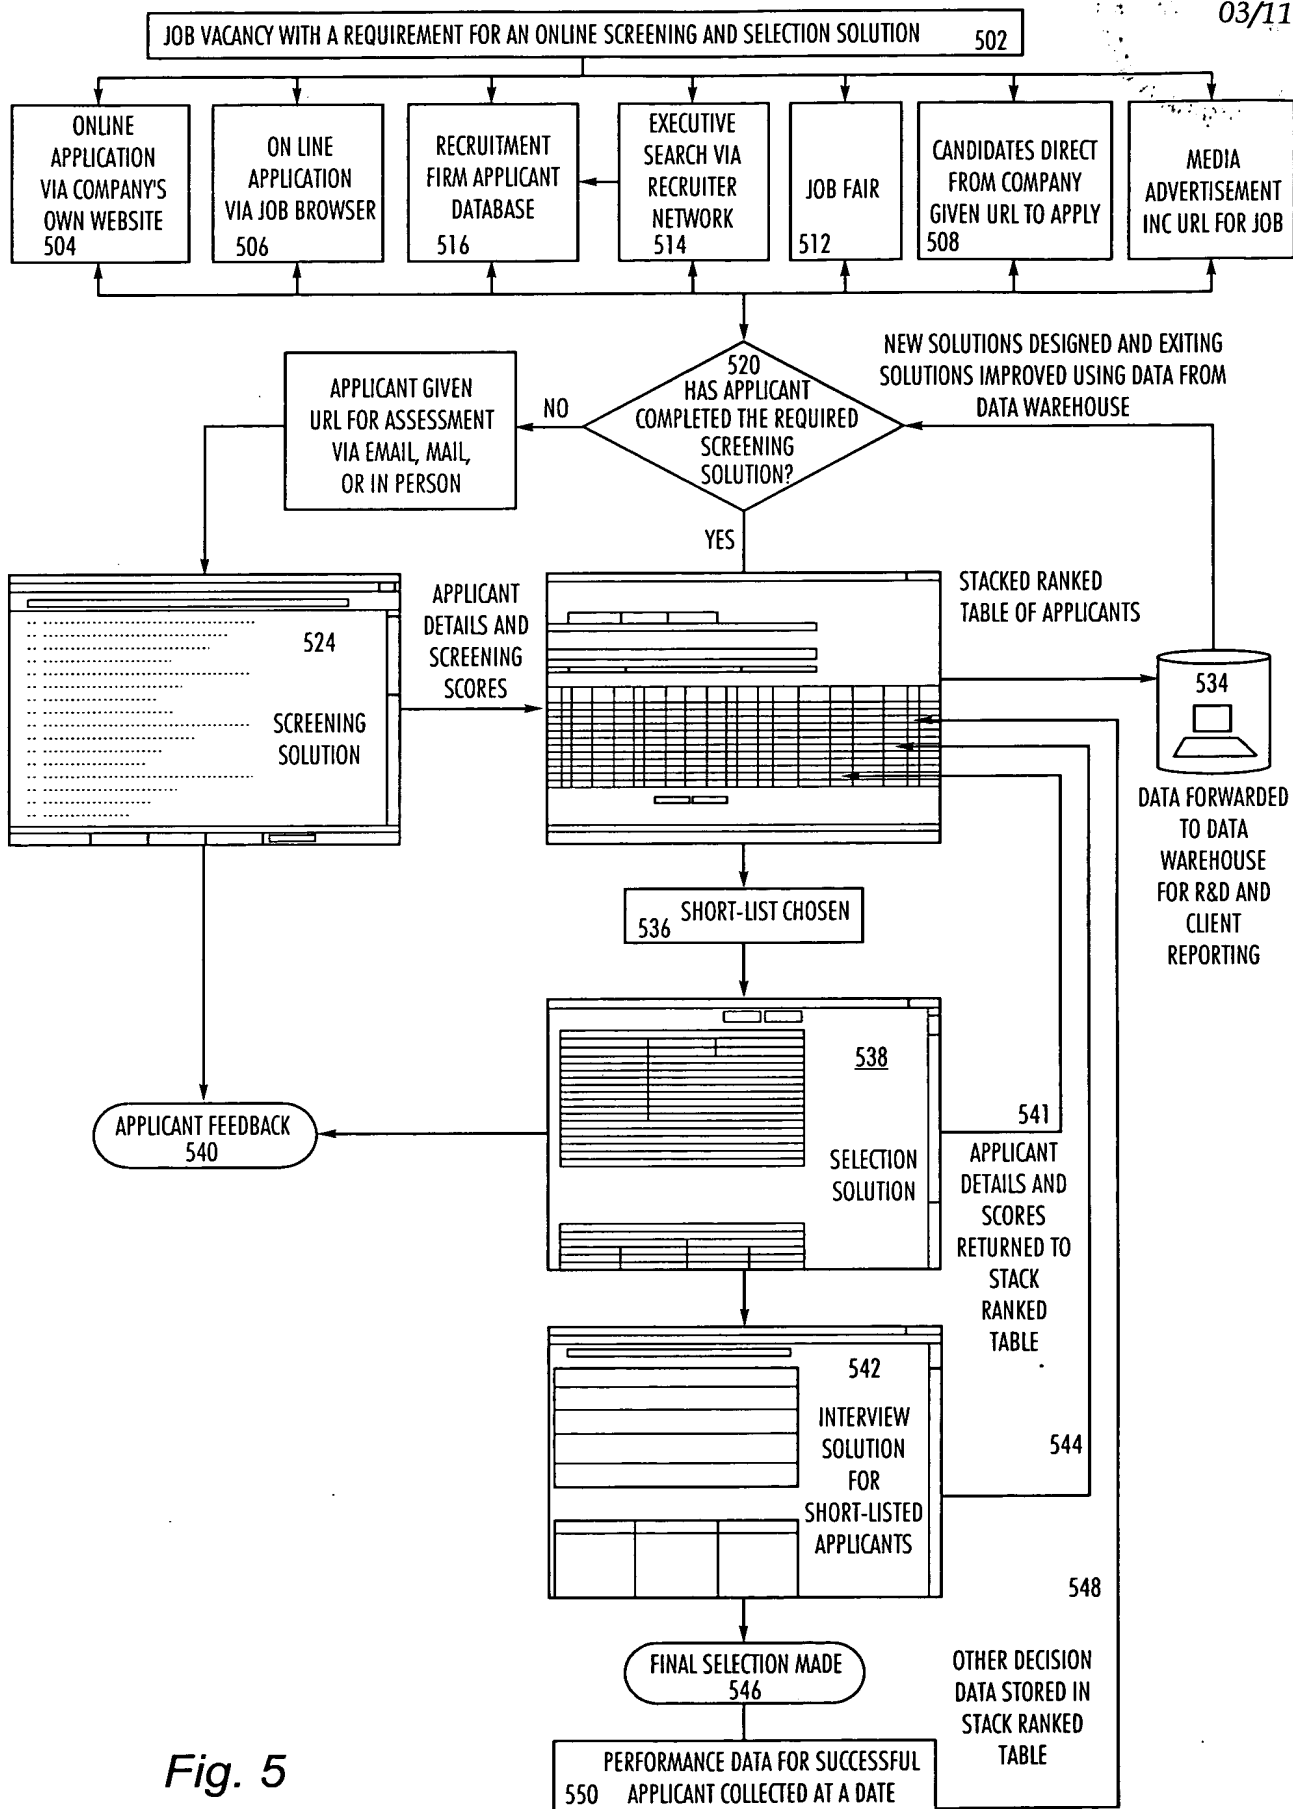 03/11
JOB VACANCY WITH A REQUIREMENT FOR AN ONLINE SCREENING AND SELECTION SOLUTION 502
ONLINE
APPLICATION
VIA COMPANY'S
OWN WEBSITE
504
ON LINE
APPLICATION
VIA JOB BROWSER
506
RECRUITMENT
FIRM APPLICANT
DATABASE
516
EXECUTIVE
SEARCH VIA
RECRUITER
NETWORK
514
JOB FAIR
512
CANDIDATES DIRECT
FROM COMPANY
GIVEN URL TO APPLY
508
MEDIA
ADVERTISEMENT
INC URL FOR JOB
520
HAS APPLICANT
COMPLETED THE REQUIRED
SCREENING
SOLUTION?
NEW SOLUTIONS DESIGNED AND EXITING
SOLUTIONS IMPROVED USING DATA FROM
DATA WAREHOUSE
NO
APPLICANT GIVEN
URL FOR ASSESSMENT
VIA EMAIL, MAIL,
OR IN PERSON
YES
524
SCREENING
SOLUTION
APPLICANT
DETAILS AND
SCREENING
SCORES
STACKED RANKED
TABLE OF APPLICANTS
534
DATA FORWARDED
TO DATA
WAREHOUSE
FOR R&D AND
CLIENT
REPORTING
SHORT-LIST CHOSEN
536
538
SELECTION
SOLUTION
APPLICANT FEEDBACK
540
541
APPLICANT
DETAILS AND
SCORES
RETURNED TO
STACK
RANKED
TABLE
542
INTERVIEW
SOLUTION
FOR
SHORT-LISTED
APPLICANTS
544
548
FINAL SELECTION MADE
546
OTHER DECISION
DATA STORED IN
STACK RANKED
TABLE
PERFORMANCE DATA FOR SUCCESSFUL
550 APPLICANT COLLECTED AT A DATE
Fig. 5